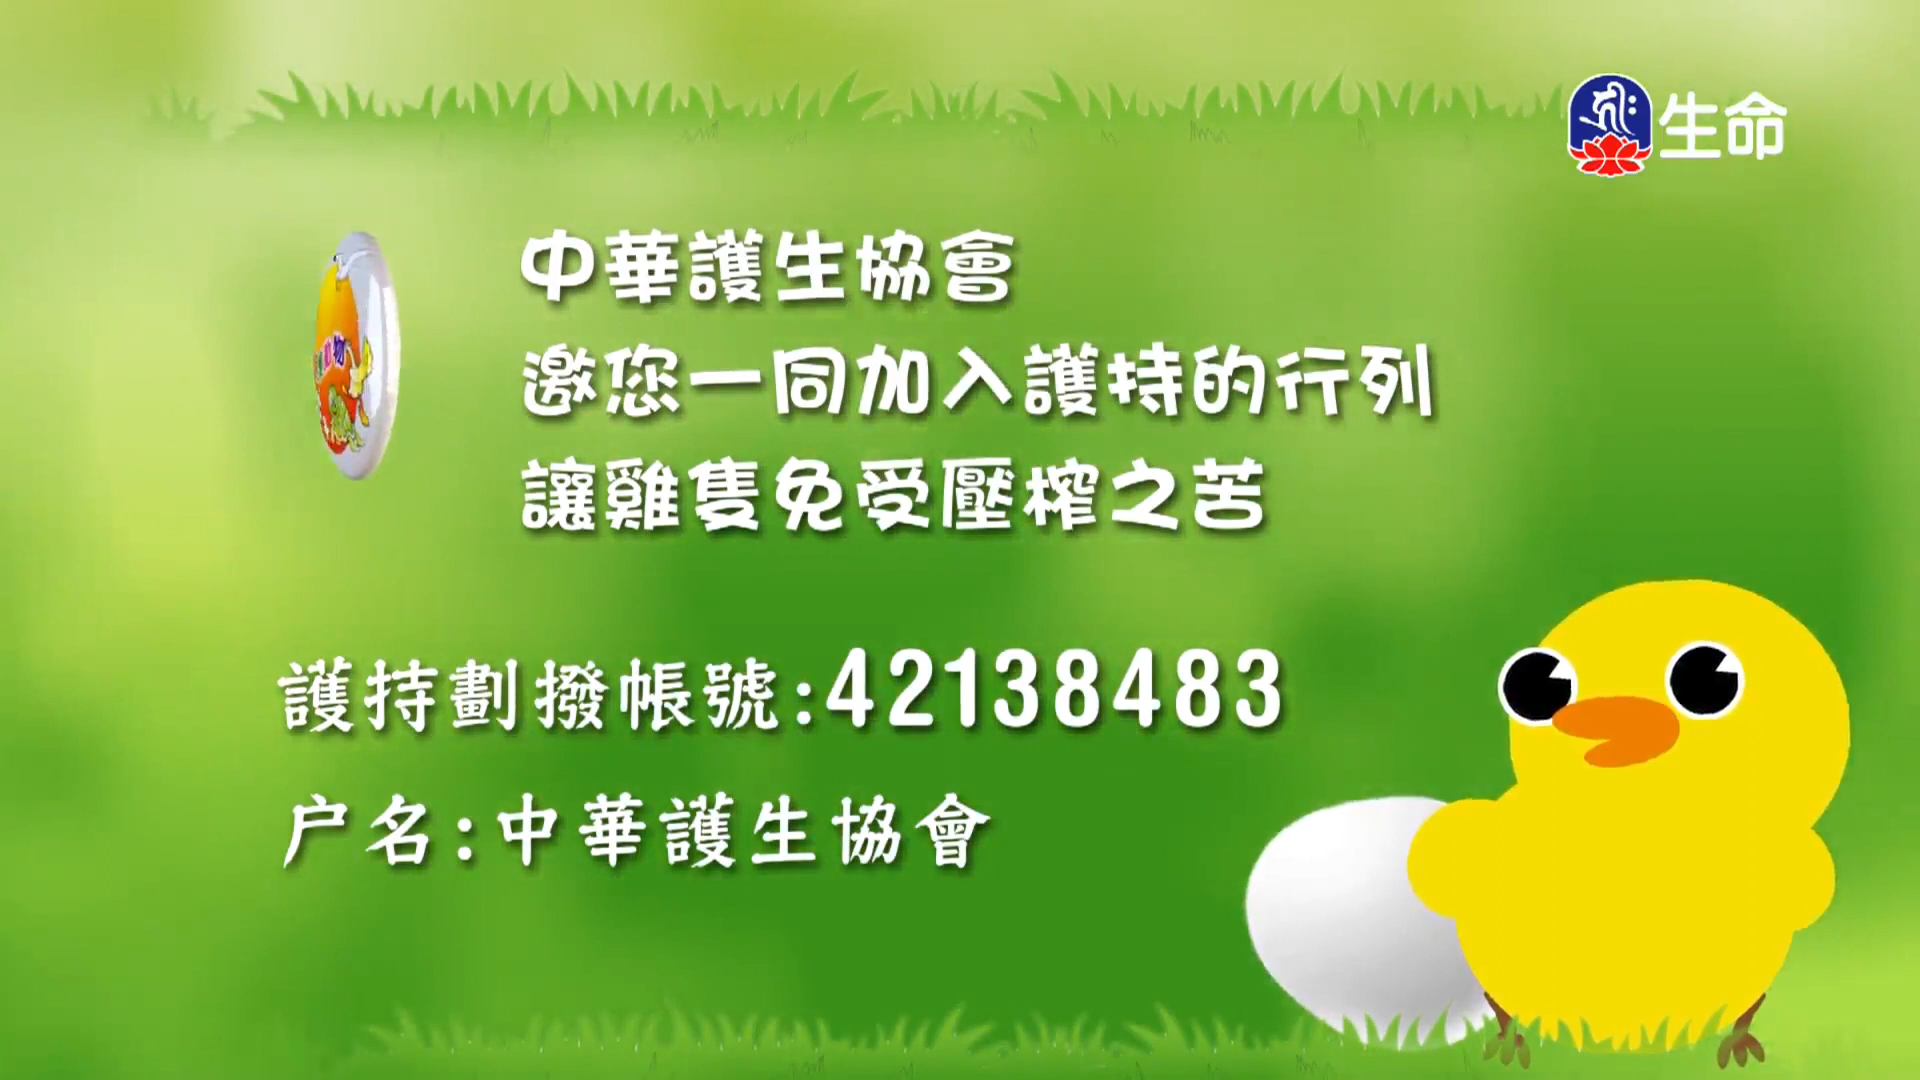 生命
中華護生協會
邀您一同加入護持的行列
讓雞隻免受壓榨之苦
護持劃撥帳號:42138483
户名:中華護生協會